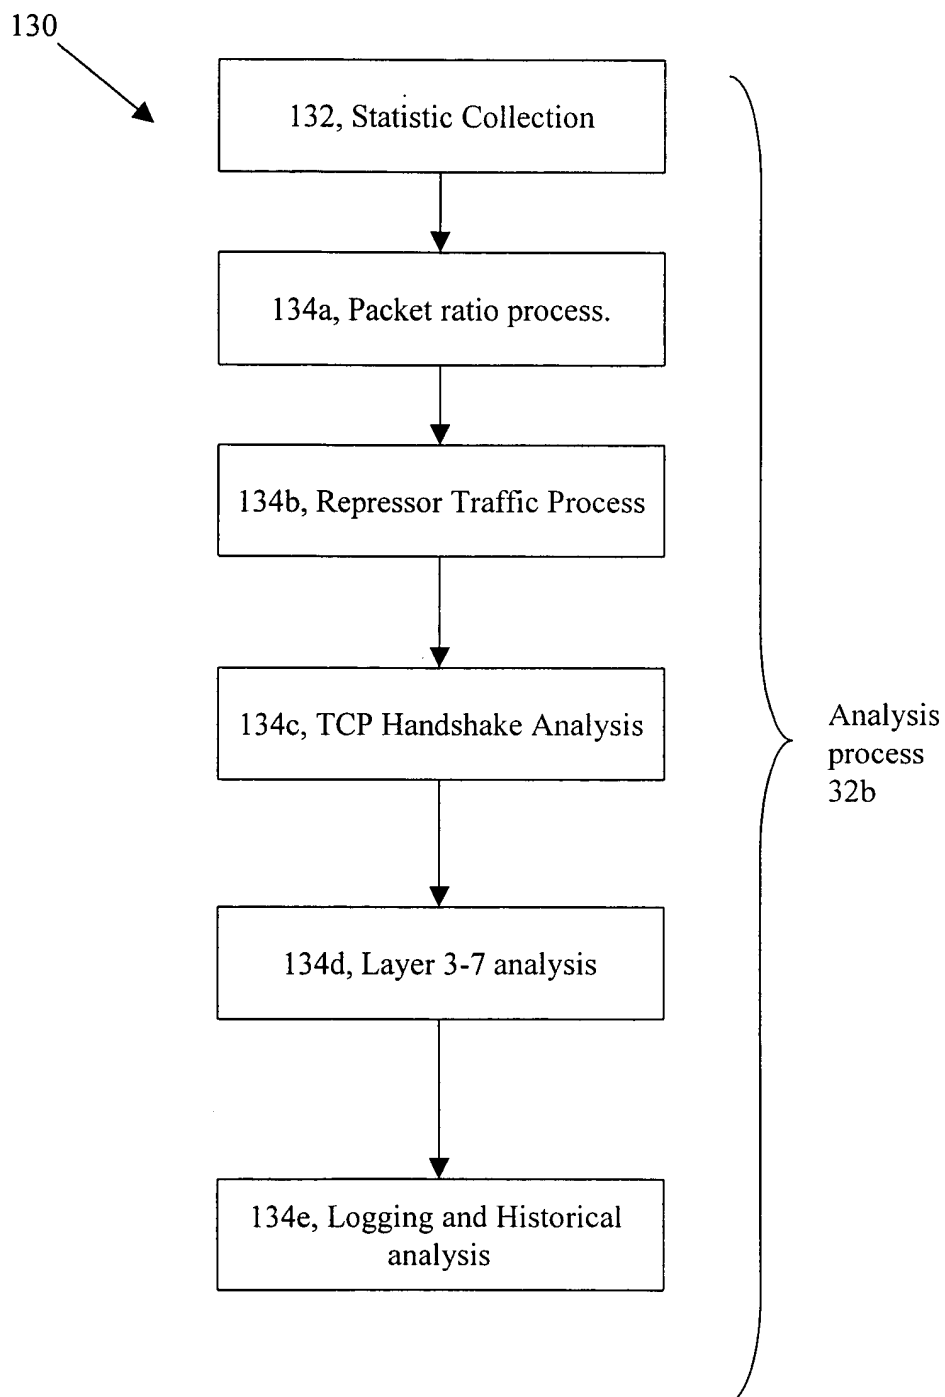 130
132, Statistic Collection
134a, Packet ratio process.
134b, Repressor Traffic Process
134c, TCP Handshake Analysis
134d, Layer 3-7 analysis
134e, Logging and Historical
analysis
Analysis
process
32b